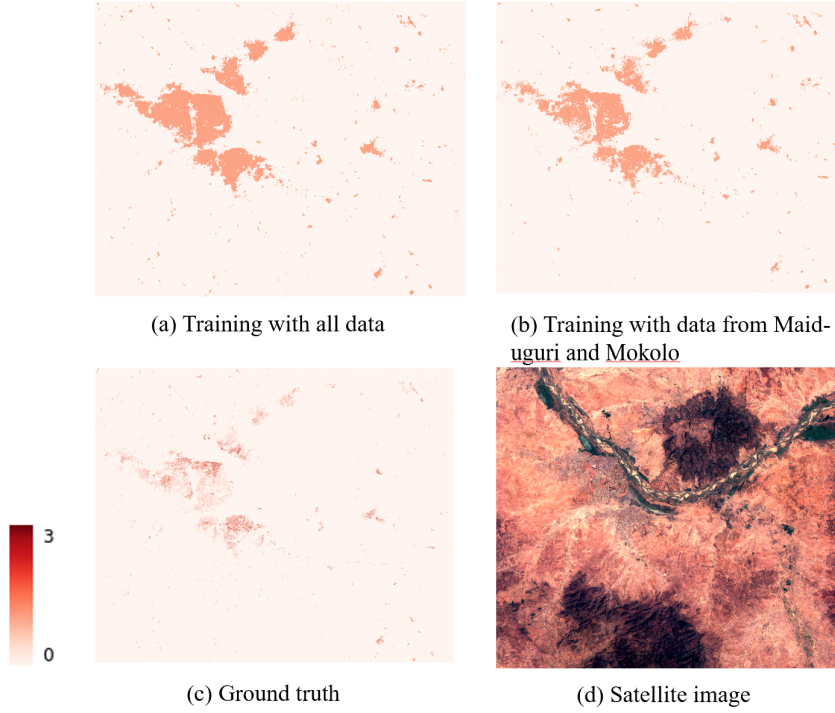 (a) Training with all data
(b) Training with data from Maid-
uguri and Mokolo
3
0
(c) Ground truth
(d) Satellite image